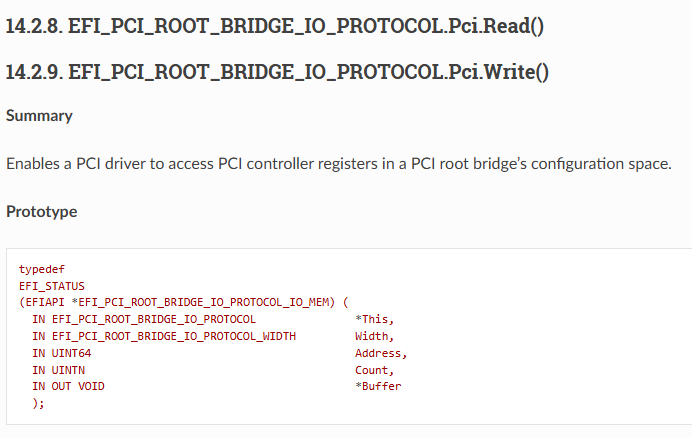 14.2.8. EFI_PCI_ROOT_BRIDGE_IO_PROTOCOL.Pci.Read()
14.2.9. EFI_PCI_ROOT_BRIDGE_IO_PROTOCOL.Pci.Write()
Summary
Enables a PCI driver to access PCI controller registers in a PCI root bridge’s configuration space.
Prototype
typedef
EFI_STATUS
(EFIAPI *EFI_PCI_ROOT_BRIDGE_IO_PROTOCOL_IO_MEM) (
  IN EFI_PCI_ROOT_BRIDGE_IO_PROTOCOL               *This,
  IN EFI_PCI_ROOT_BRIDGE_IO_PROTOCOL_WIDTH         Width,
  IN UINT64                                        Address,
  IN UINTN                                         Count,
  IN OUT VOID                                      *Buffer
  );